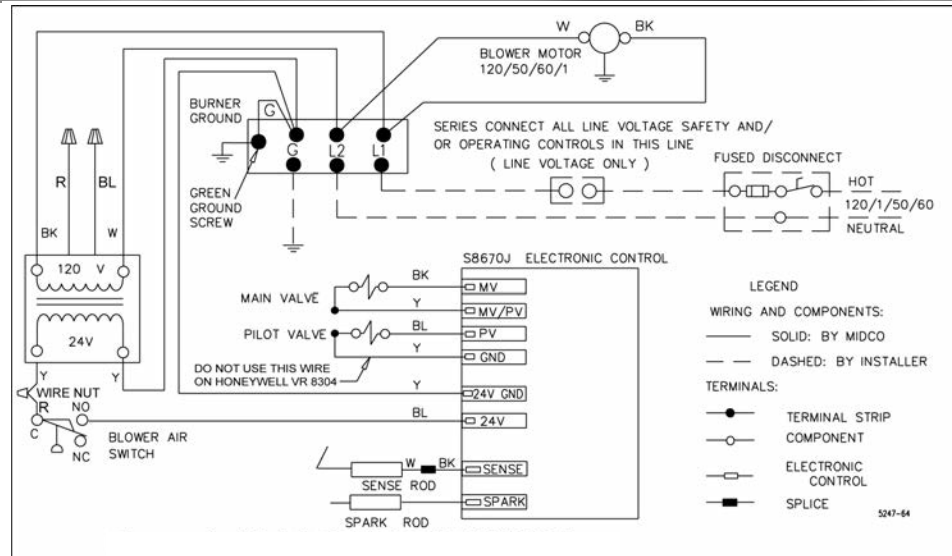 W
BK
BLOWER MOTOR
120/50/60/1
BURNER
GROUND
G
G
L2
L1
GREEN
GROUND
SCREW
SERIES CONNECT ALL LINE VOLTAGE SAFETY AND/
OR OPERATING CONTROLS IN THIS LINE
( LINE VOLTAGE ONLY )
FUSED DISCONNECT
HOT
120/1/50/60
NEUTRAL
R
BL
BK
W
120 V
24V
Y
Y
WIRE NUT
R
NO
C
NC
BLOWER AIR
SWITCH
S8670J ELECTRONIC CONTROL
MAIN VALVE
BK
MV
Y
MV/PV
PILOT VALVE
BL
PV
Y
GND
DO NOT USE THIS WIRE
ON HONEYWELL VR 8304
Y
24V GND
BL
24V
W
BK
SENSE
SENSE ROD
SPARK
SPARK ROD
LEGEND
WIRING AND COMPONENTS:
SOLID: BY MIDCO
DASHED: BY INSTALLER
TERMINALS:
TERMINAL STRIP
COMPONENT
ELECTRONIC
CONTROL
SPLICE
5247-64